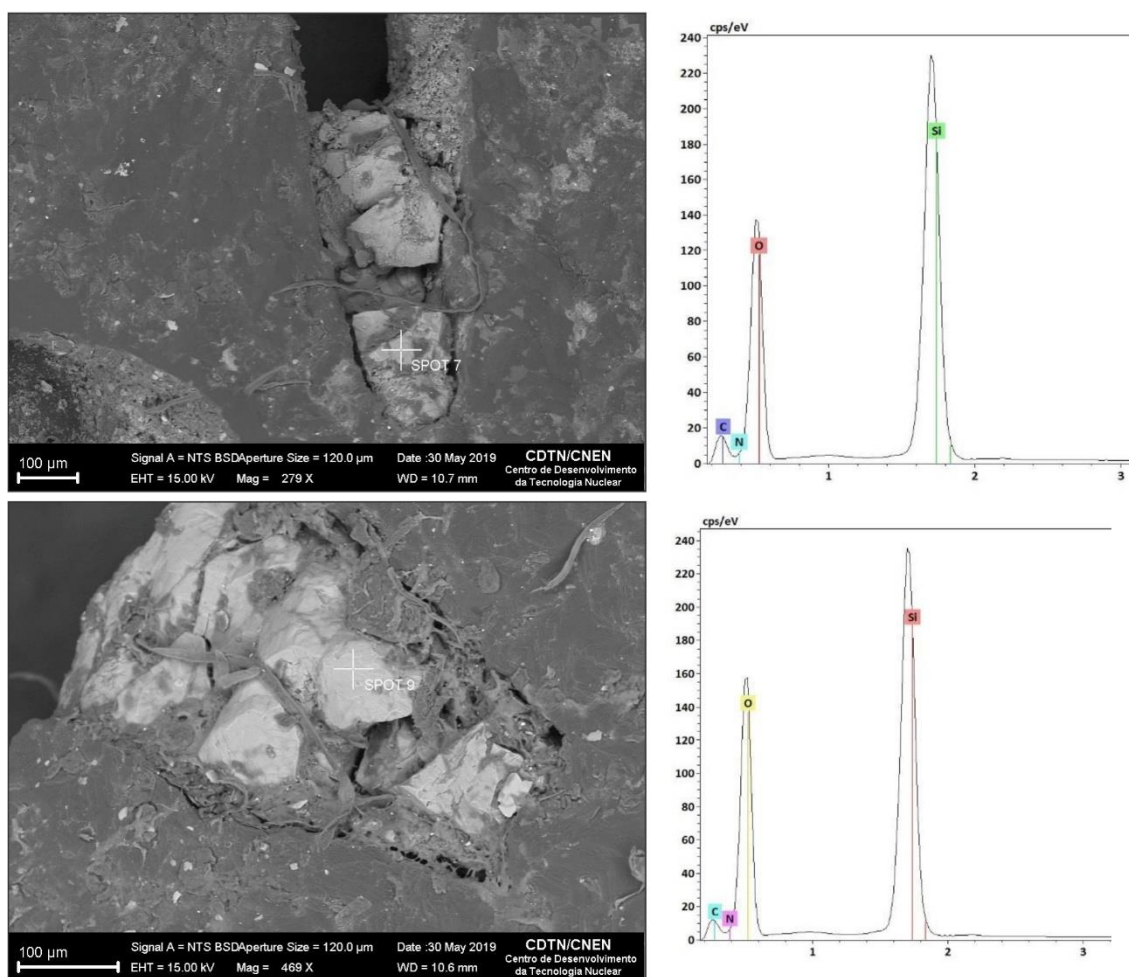 SPOT 7
100 µm
Signal A = NTS BSD Aperture Size = 120.0 µm Date :30 May 2019 CDTN/CNEN
EHT = 15.00 kV Mag = 279 X WD = 10.7 mm Centro de Desenvolvimento
da Tecnologia Nuclear
cps/eV
240
220
200
180
160
140
120
100
80
60
40
20
0
Si
O
C
N
1 2 3
SPOT 9
100 µm
Signal A = NTS BSD Aperture Size = 120.0 µm Date :30 May 2019 CDTN/CNEN
EHT = 15.00 kV Mag = 469 X WD = 10.6 mm Centro de Desenvolvimento
da Tecnologia Nuclear
cps/eV
240
220
200
180
160
140
120
100
80
60
40
20
0
Si
O
C
N
1 2 3